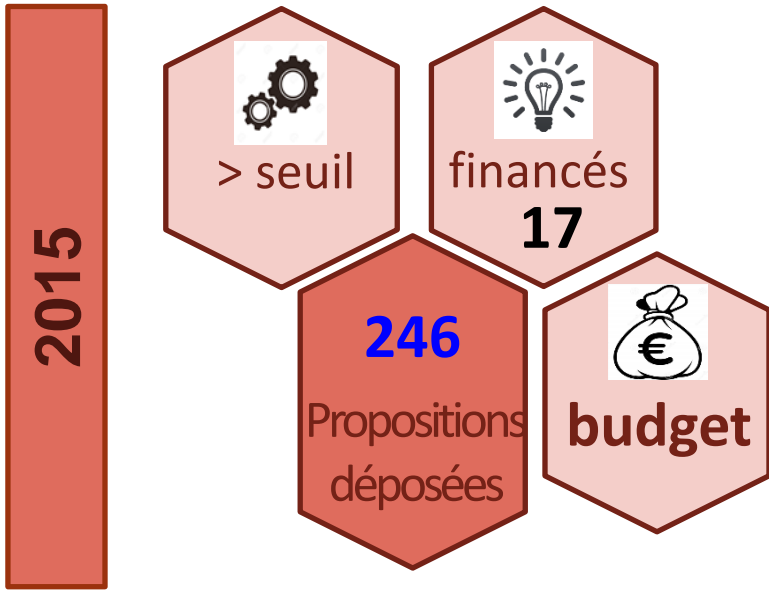 2015
> seuil
financés
17
246
Propositions
déposées
€
budget